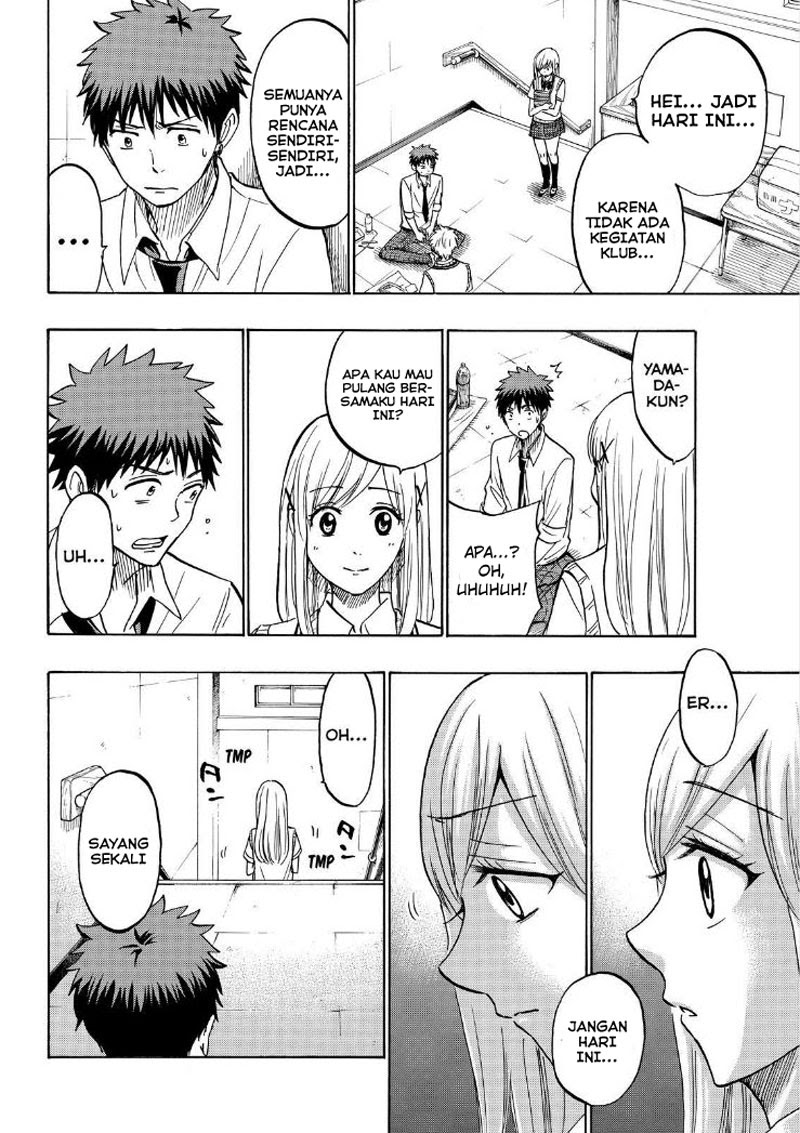 HEI... JADI
HARI INI...
KARENA
TIDAK ADA
KEGIATAN
KLUB...
SEMUANYA
PUNYA
RENCANA
SENDIRI-
SENDIRI,
JADI...
...
YAMA-
DA-
KUN?
APA...?
OH,
UHUHUH!
APA KAU MAU
PULANG BER-
SAMAKU HARI
INI?
UH...
ER...
JANGAN
HARI
INI...
OH...
TMP
TMP
SAYANG
SEKALI